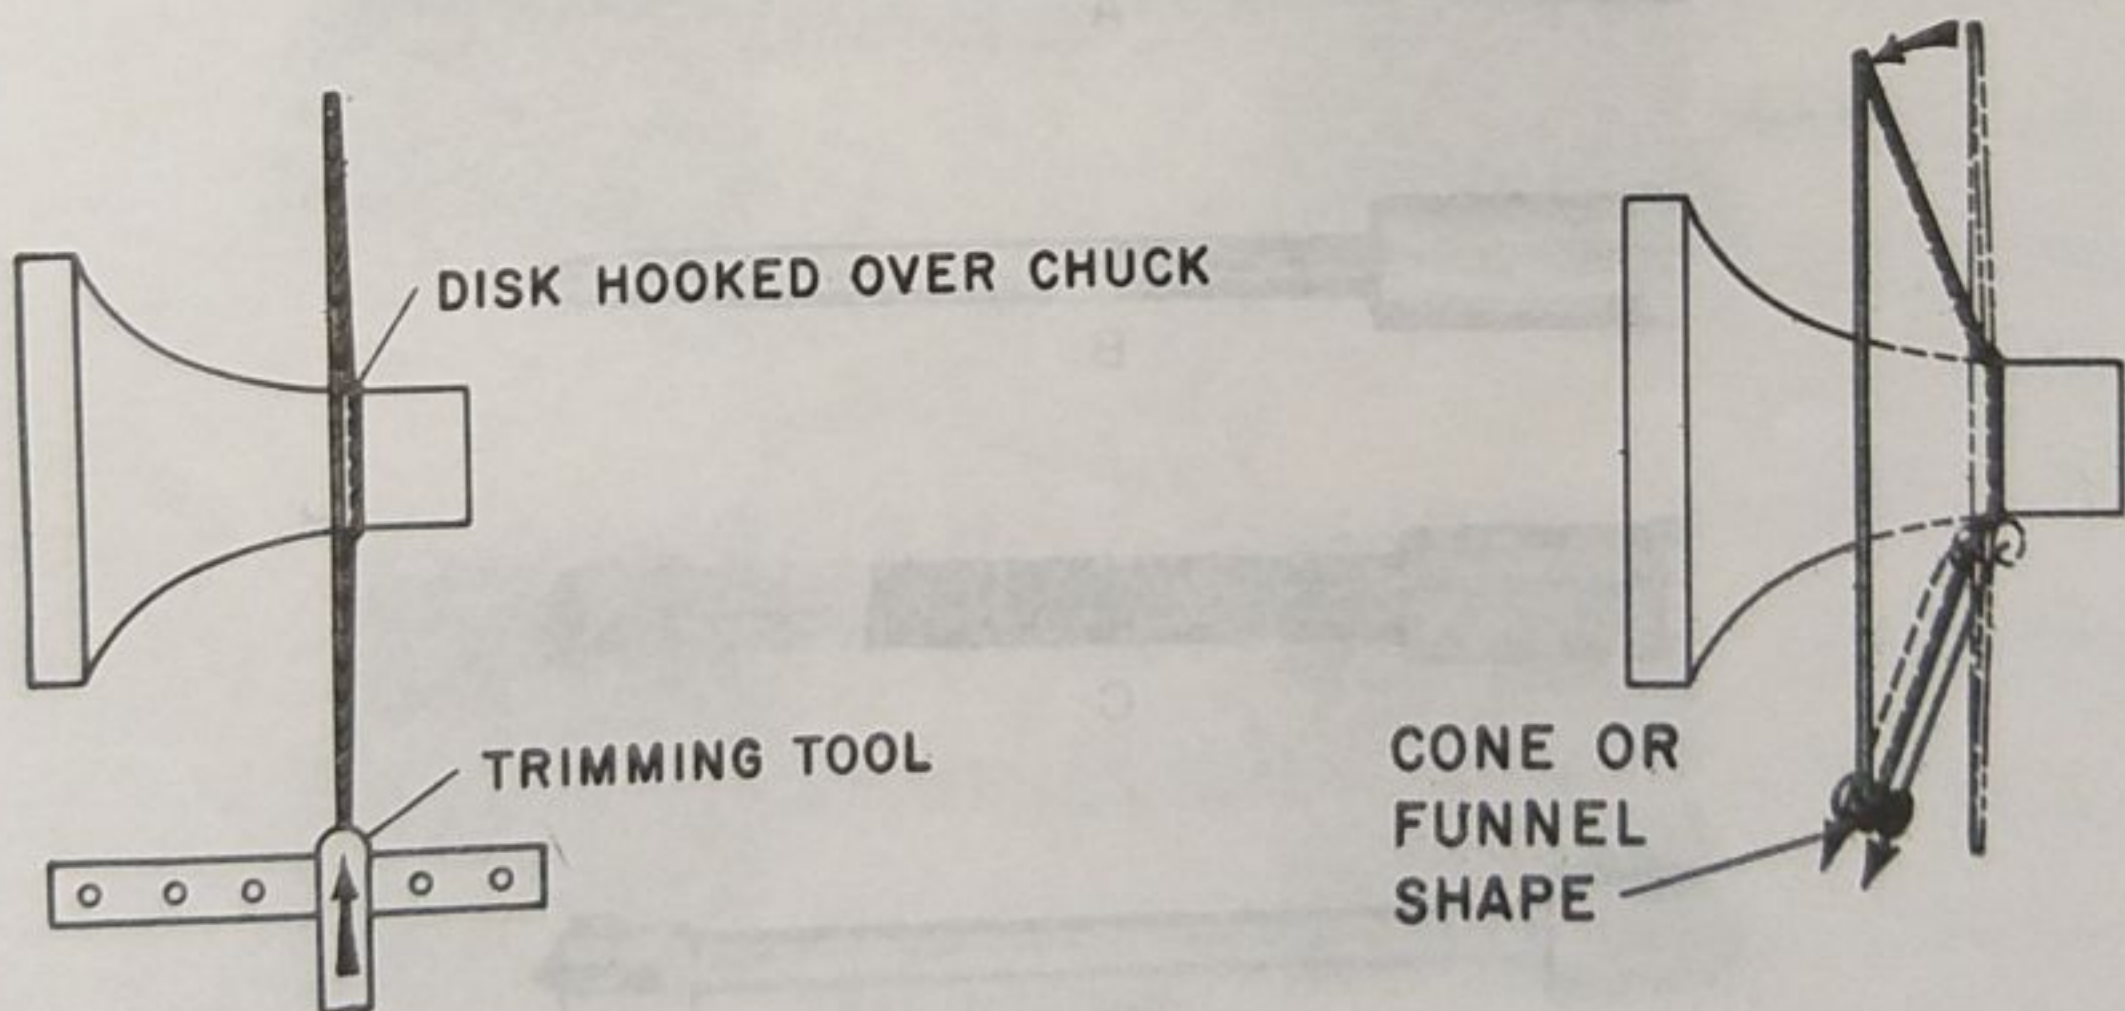 DISK HOOKED OVER CHUCK
TRIMMING TOOL
CONE OR
FUNNEL
SHAPE
A
B
C